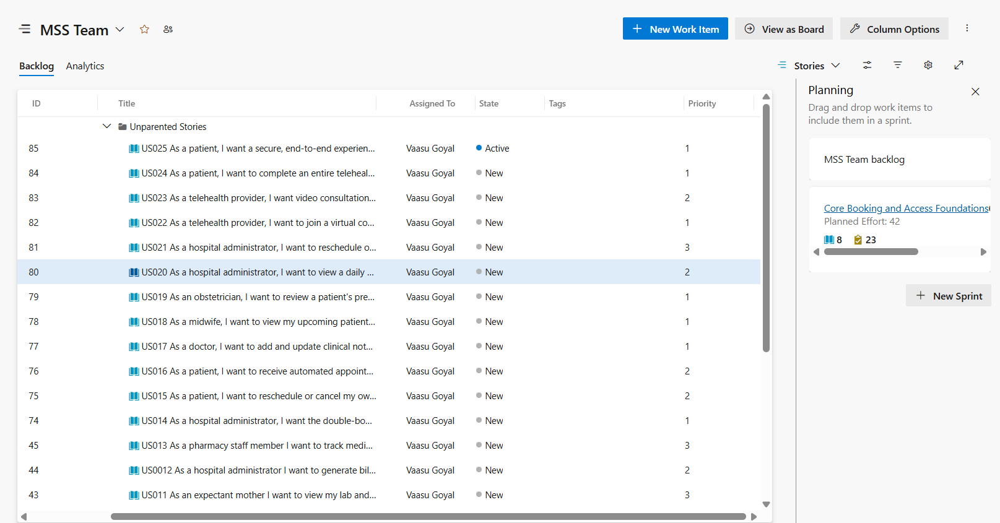 MSS Team
New Work Item
View as Board
Column Options
Backlog
Analytics
Stories
ID
Title
Assigned To
State
Tags
Priority
Unparented Stories
85 US025 As a patient, I want a secure, end-to-end experien... Vaasu Goyal Active 1
84 US024 As a patient, I want to complete an entire teleheal... Vaasu Goyal New 1
83 US023 As a telehealth provider, I want video consultation... Vaasu Goyal New 2
82 US022 As a telehealth provider, I want to join a virtual co... Vaasu Goyal New 1
81 US021 As a hospital administrator, I want to reschedule o... Vaasu Goyal New 3
80 US020 As a hospital administrator, I want to view a daily ... Vaasu Goyal New 2
79 US019 As an obstetrician, I want to review a patient's pre... Vaasu Goyal New 1
78 US018 As a midwife, I want to view my upcoming patient... Vaasu Goyal New 1
77 US017 As a doctor, I want to add and update clinical not... Vaasu Goyal New 1
76 US016 As a patient, I want to receive automated appoint... Vaasu Goyal New 2
75 US015 As a patient, I want to reschedule or cancel my ow... Vaasu Goyal New 2
74 US014 As a hospital administrator, I want the double-bo... Vaasu Goyal New 1
45 US013 As a pharmacy staff member I want to track medi... Vaasu Goyal New 3
44 US0012 As a hospital administrator I want to generate bil... Vaasu Goyal New 2
43 US011 As an expectant mother I want to view my lab and... Vaasu Goyal New 3
Planning
Drag and drop work items to
include them in a sprint.
MSS Team backlog
Core Booking and Access Foundations
Planned Effort: 42
8 23
New Sprint